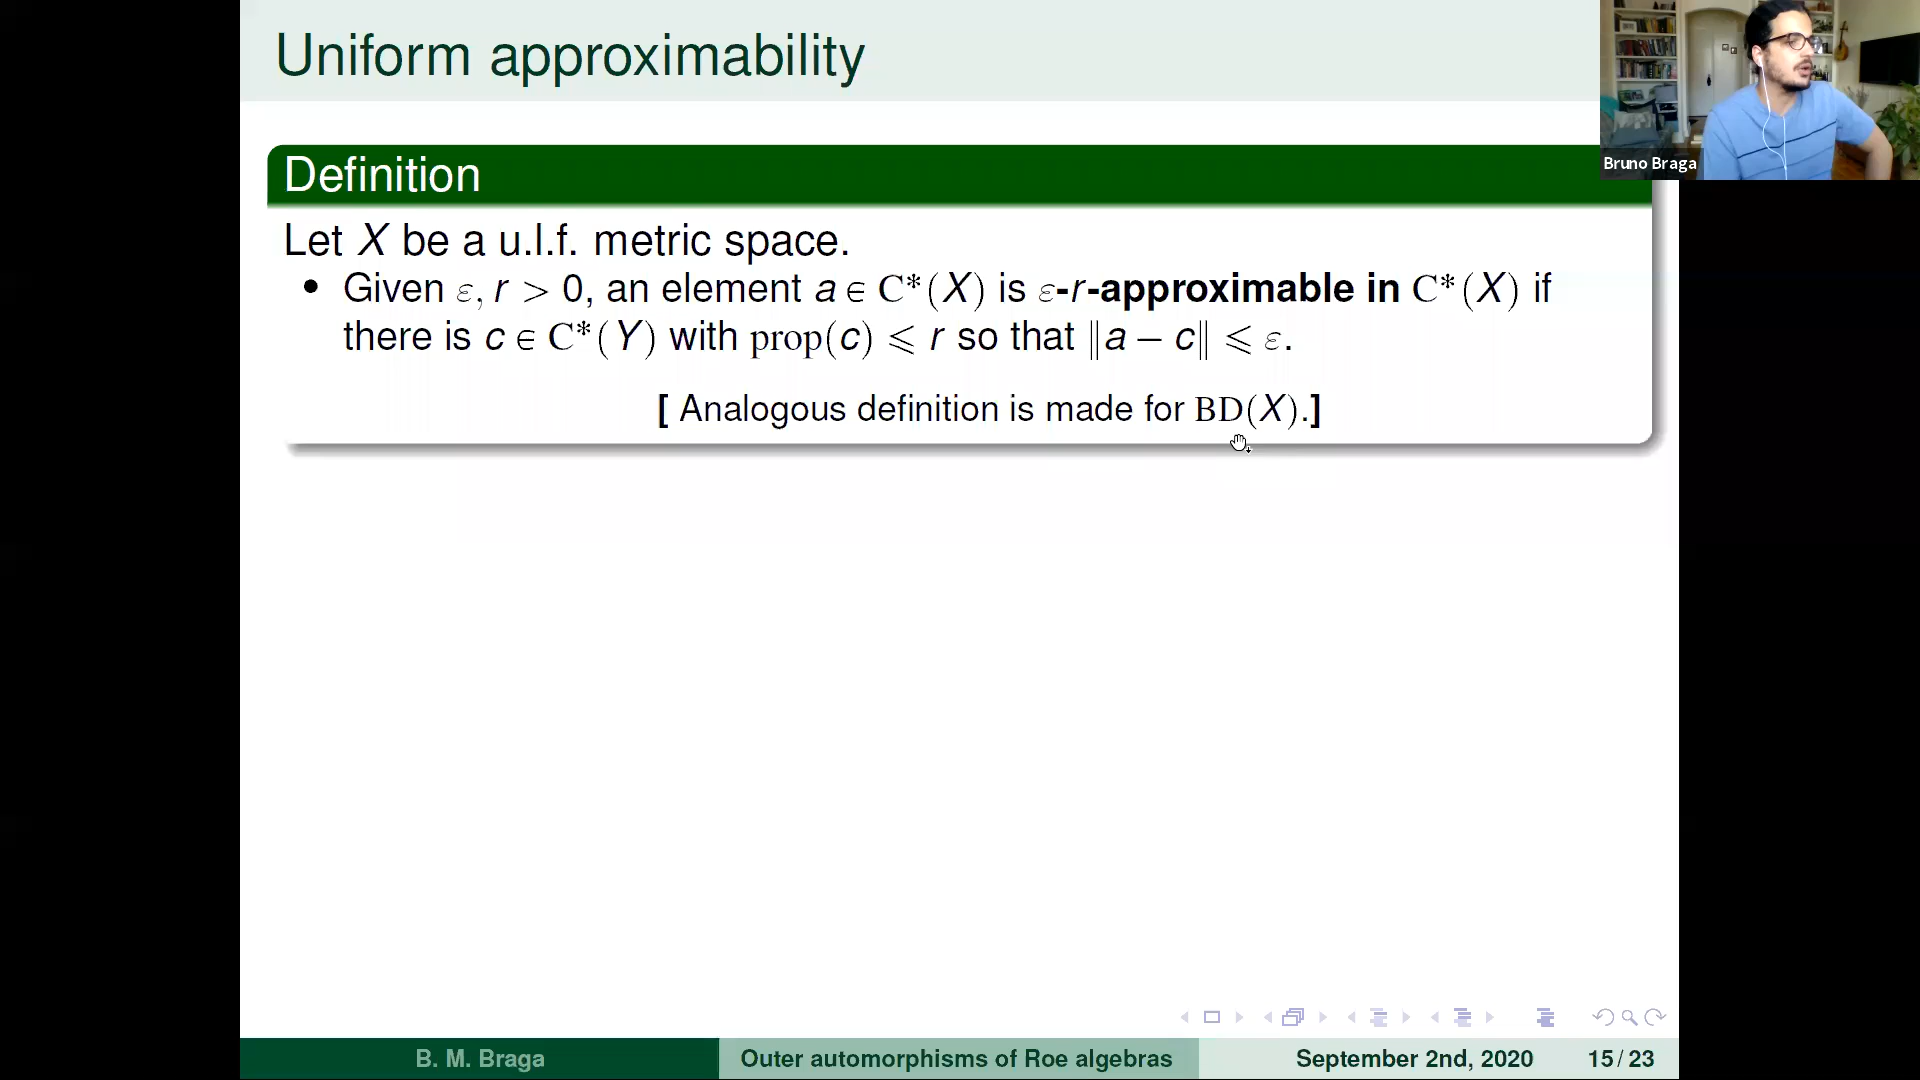 Uniform approximability
Bruno Braga
Definition
Let X be a u.l.f. metric space.
• Given ε, r > 0, an element a ∈ C*(X) is ε-r-approximable in C*(X) if
there is c ∈ C*(Y) with prop(c) ⩽ r so that ‖a − c‖ ⩽ ε.
[ Analogous definition is made for BD(X).]
B. M. Braga
Outer automorphisms of Roe algebras
September 2nd, 2020
15 / 23